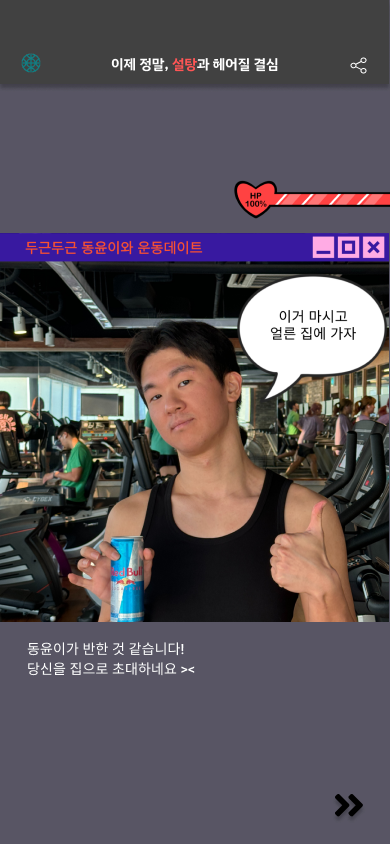 이제 정말, 설탕과 헤어질 결심
HP
100%
두근두근 동윤이와 운동데이트
이거 마시고
얼른 집에 가자
CYBEX
Red Bull
동윤이가 반한 것 같습니다!
당신을 집으로 초대하네요 ><